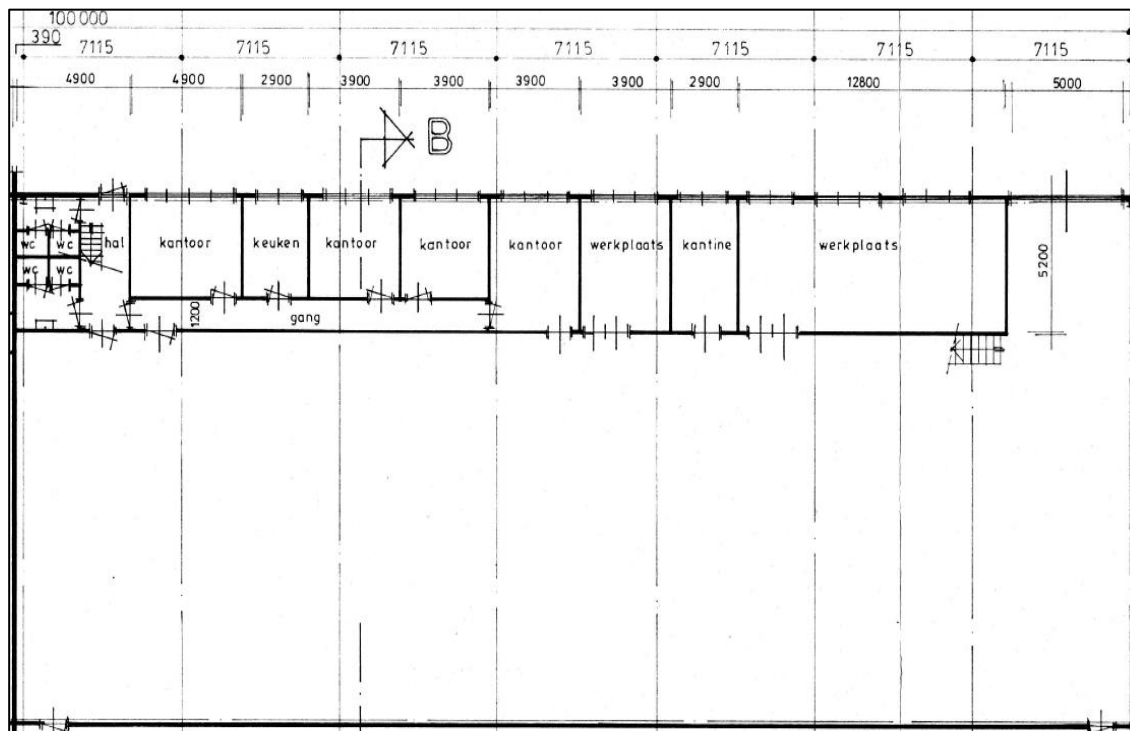 100 000
390
7115 7115 7115 7115 7115 7115 7115
4900 4900 2900 3900 3900 3900 3900 2900 12800 5000
B
wc wc hal kantoor keuken kantoor kantoor kantoor werkplaats kantine werkplaats
wc wc
5200
1200
gang